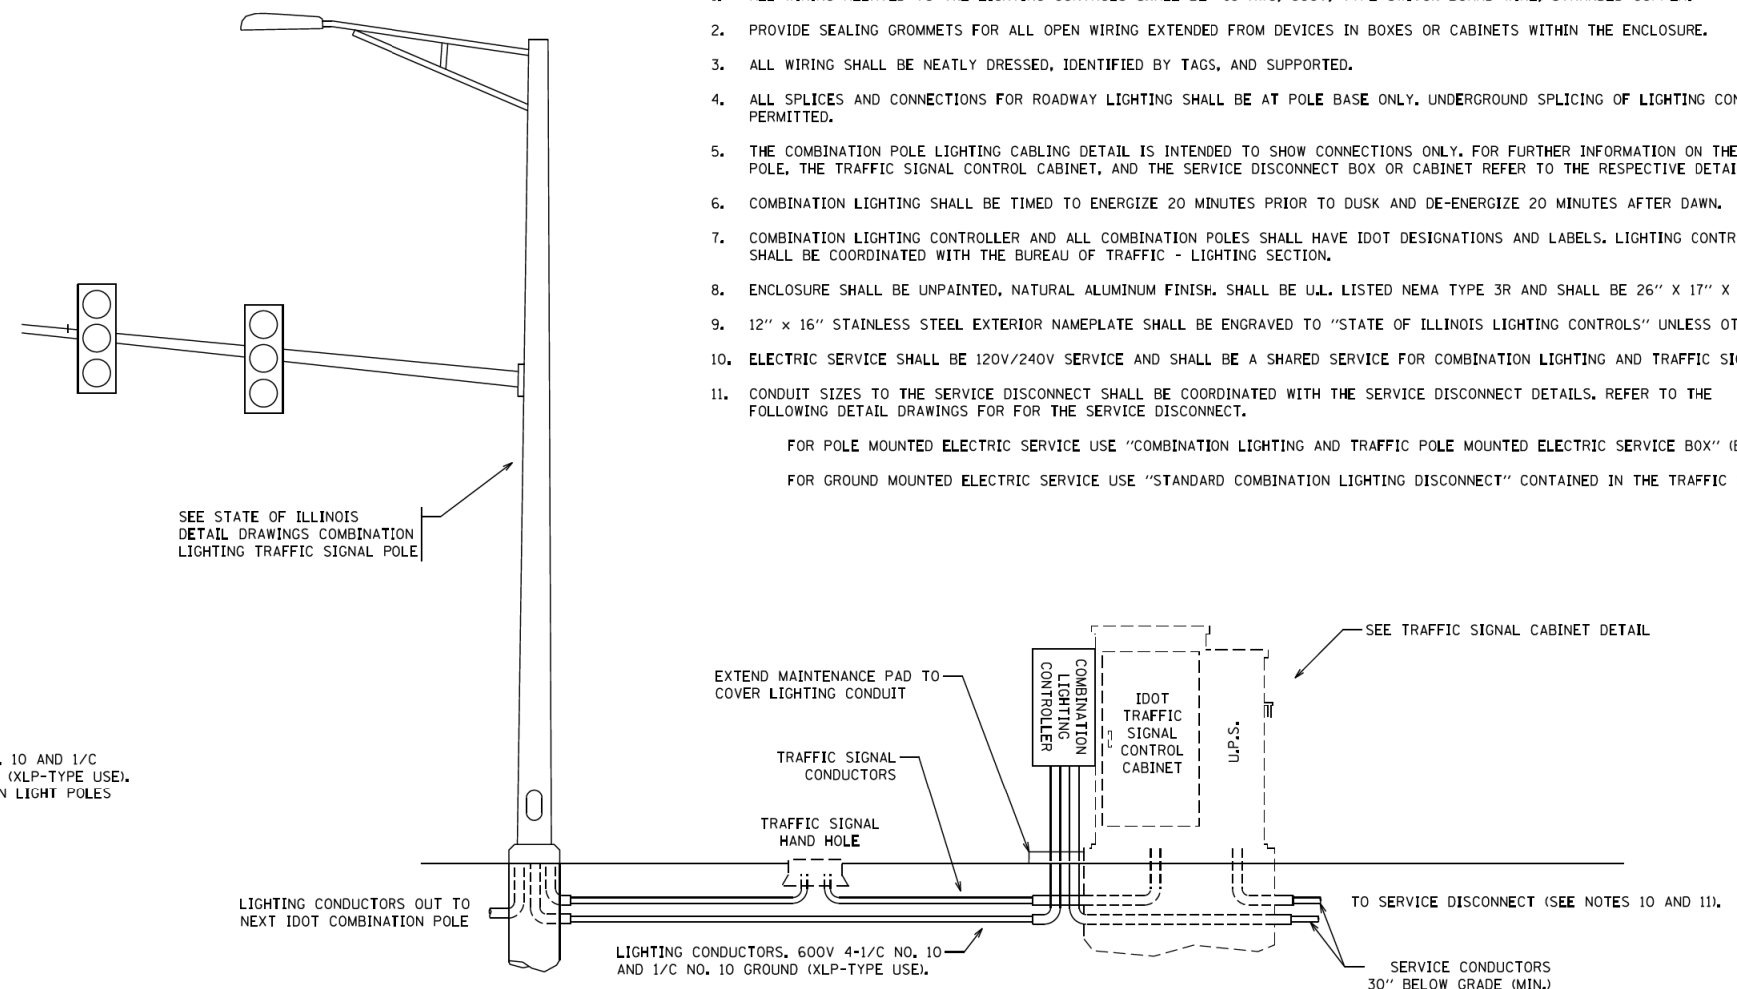 2. PROVIDE SEALING GROMMETS FOR ALL OPEN WIRING EXTENDED FROM DEVICES IN BOXES OR CABINETS WITHIN THE ENCLOSURE.
3. ALL WIRING SHALL BE NEATLY DRESSED, IDENTIFIED BY TAGS, AND SUPPORTED.
4. ALL SPLICES AND CONNECTIONS FOR ROADWAY LIGHTING SHALL BE AT POLE BASE ONLY. UNDERGROUND SPLICING OF LIGHTING CON
PERMITTED.
5. THE COMBINATION POLE LIGHTING CABLING DETAIL IS INTENDED TO SHOW CONNECTIONS ONLY. FOR FURTHER INFORMATION ON THE
POLE, THE TRAFFIC SIGNAL CONTROL CABINET, AND THE SERVICE DISCONNECT BOX OR CABINET REFER TO THE RESPECTIVE DETAI
6. COMBINATION LIGHTING SHALL BE TIMED TO ENERGIZE 20 MINUTES PRIOR TO DUSK AND DE-ENERGIZE 20 MINUTES AFTER DAWN.
7. COMBINATION LIGHTING CONTROLLER AND ALL COMBINATION POLES SHALL HAVE IDOT DESIGNATIONS AND LABELS. LIGHTING CONTR
SHALL BE COORDINATED WITH THE BUREAU OF TRAFFIC - LIGHTING SECTION.
8. ENCLOSURE SHALL BE UNPAINTED, NATURAL ALUMINUM FINISH. SHALL BE U.L. LISTED NEMA TYPE 3R AND SHALL BE 26" X 17" X
9. 12" x 16" STAINLESS STEEL EXTERIOR NAMEPLATE SHALL BE ENGRAVED TO "STATE OF ILLINOIS LIGHTING CONTROLS" UNLESS OT
10. ELECTRIC SERVICE SHALL BE 120V/240V SERVICE AND SHALL BE A SHARED SERVICE FOR COMBINATION LIGHTING AND TRAFFIC SI
11. CONDUIT SIZES TO THE SERVICE DISCONNECT SHALL BE COORDINATED WITH THE SERVICE DISCONNECT DETAILS. REFER TO THE
FOLLOWING DETAIL DRAWINGS FOR FOR THE SERVICE DISCONNECT.
FOR POLE MOUNTED ELECTRIC SERVICE USE "COMBINATION LIGHTING AND TRAFFIC POLE MOUNTED ELECTRIC SERVICE BOX" (
FOR GROUND MOUNTED ELECTRIC SERVICE USE "STANDARD COMBINATION LIGHTING DISCONNECT" CONTAINED IN THE TRAFFIC
SEE STATE OF ILLINOIS
DETAIL DRAWINGS COMBINATION
LIGHTING TRAFFIC SIGNAL POLE
SEE TRAFFIC SIGNAL CABINET DETAIL
EXTEND MAINTENANCE PAD TO
COVER LIGHTING CONDUIT
COMBINATION
LIGHTING
CONTROLLER
IDOT
TRAFFIC
SIGNAL
CONTROL
CABINET
U.P.S.
TRAFFIC SIGNAL
CONDUCTORS
. 10 AND 1/C
(XLP-TYPE USE).
N LIGHT POLES
TRAFFIC SIGNAL
HAND HOLE
LIGHTING CONDUCTORS OUT TO
NEXT IDOT COMBINATION POLE
TO SERVICE DISCONNECT (SEE NOTES 10 AND 11).
LIGHTING CONDUCTORS. 600V 4-1/C NO. 10
AND 1/C NO. 10 GROUND (XLP-TYPE USE).
SERVICE CONDUCTORS
30" BELOW GRADE (MIN.)